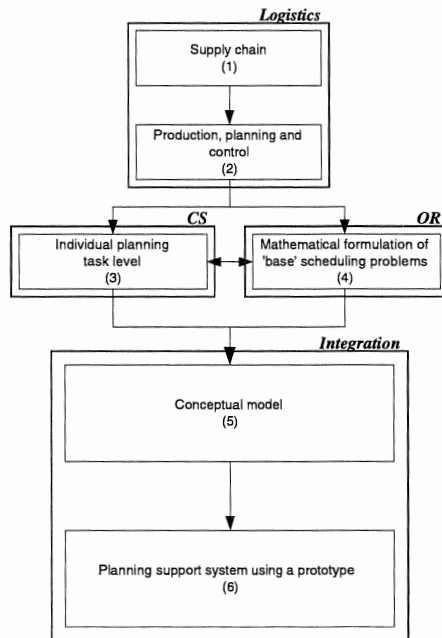 Logistics
Supply chain
(1)
Production, planning and
control
(2)
CS
OR
Individual planning
task level
(3)
Mathematical formulation of
'base' scheduling problems
(4)
Integration
Conceptual model
(5)
Planning support system using a prototype
(6)